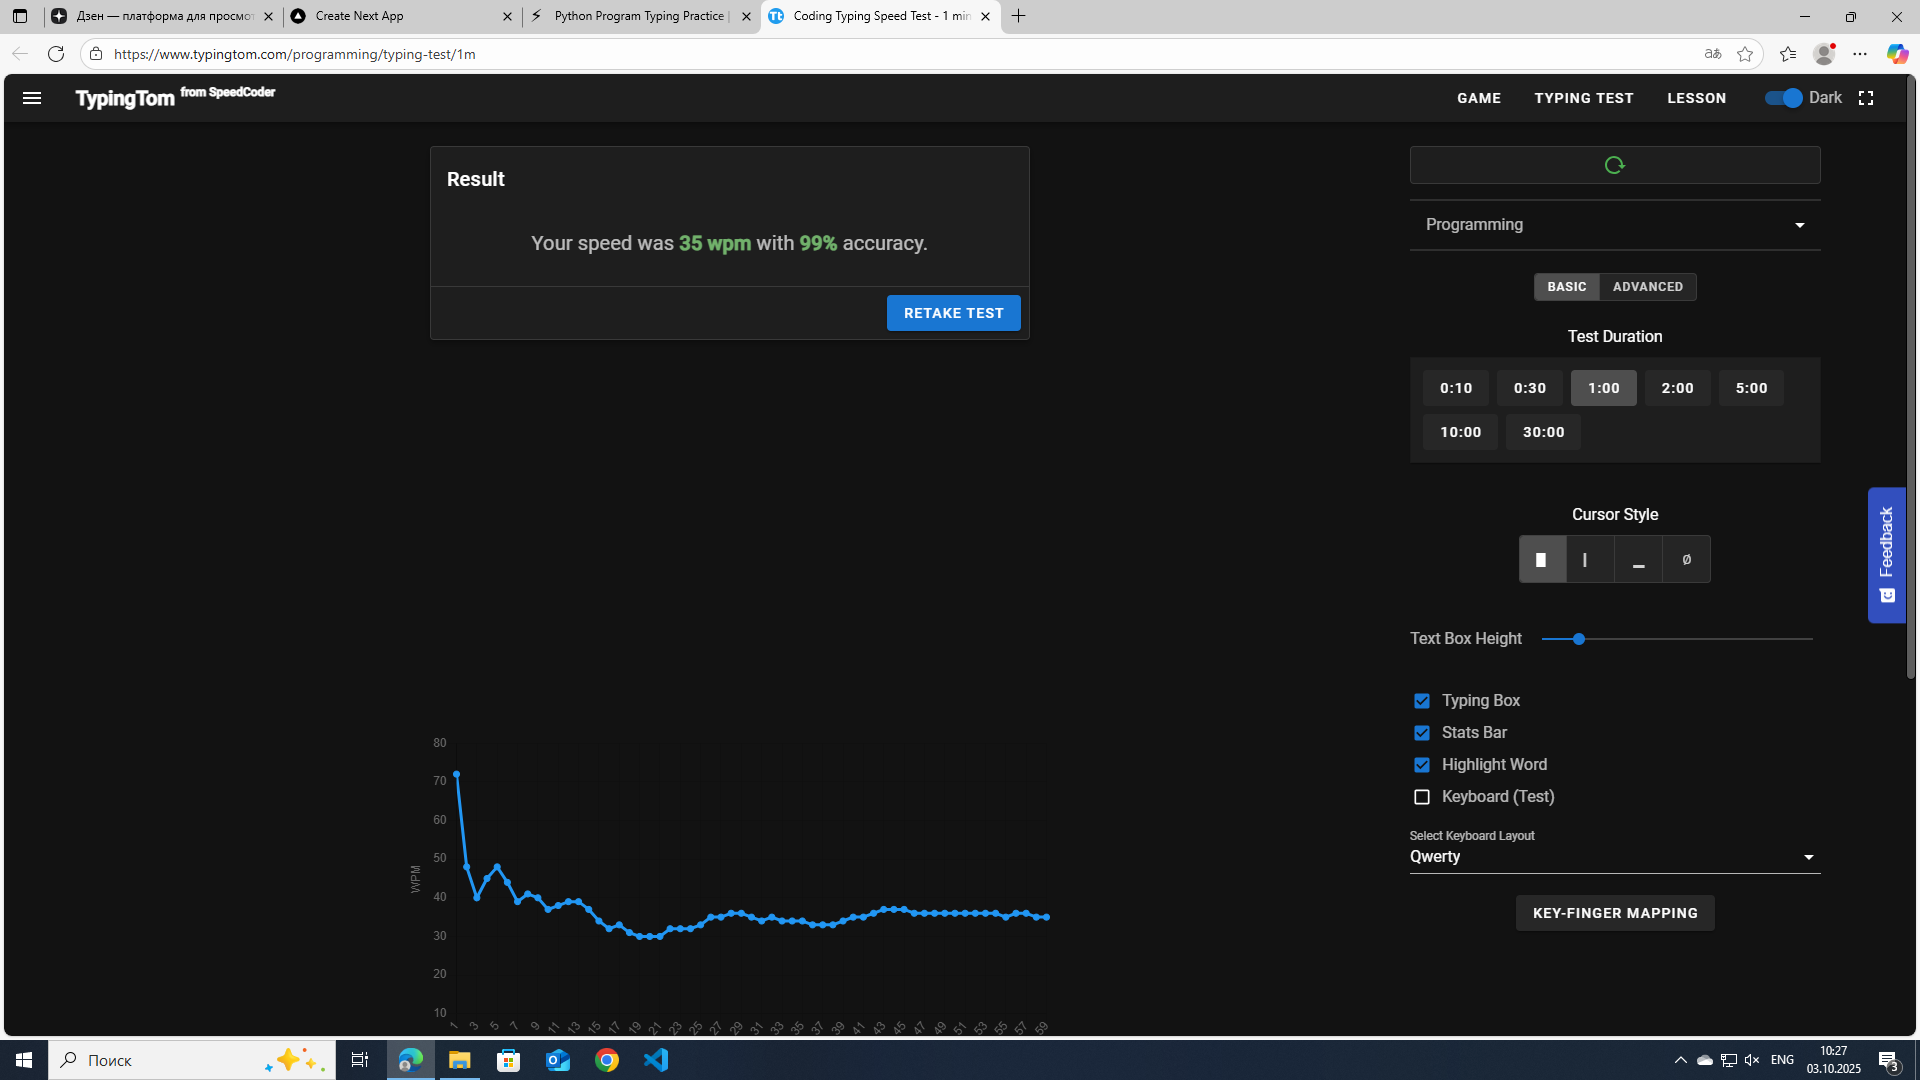 Дзен — платформа для просмот
Create Next App
Python Program Typing Practice |
Coding Typing Speed Test - 1 min
https://www.typingtom.com/programming/typing-test/1m
TypingTom from SpeedCoder
GAME
TYPING TEST
LESSON
Dark
Result
Your speed was 35 wpm with 99% accuracy.
RETAKE TEST
Programming
BASIC
ADVANCED
Test Duration
0:10
0:30
1:00
2:00
5:00
10:00
30:00
Cursor Style
Feedback
Text Box Height
Typing Box
Stats Bar
Highlight Word
Keyboard (Test)
Select Keyboard Layout
Qwerty
KEY-FINGER MAPPING
WPM
80
70
60
50
40
30
20
10
1 3 5 7 9 11 13 15 17 19 21 23 25 27 29 31 33 35 37 39 41 43 45 47 49 51 53 55 57 59
Поиск
ENG
10:27
03.10.2025
3